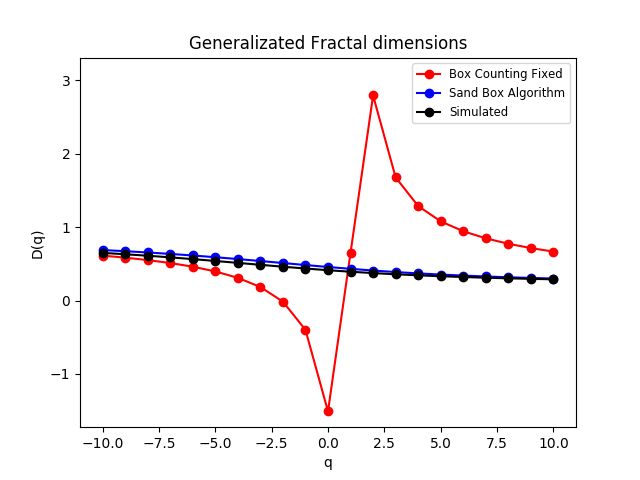 Generalizated Fractal dimensions
Box Counting Fixed
Sand Box Algorithm
Simulated
D(q)
3
2
1
0
−1
−10.0 −7.5 −5.0 −2.5 0.0 2.5 5.0 7.5 10.0
q